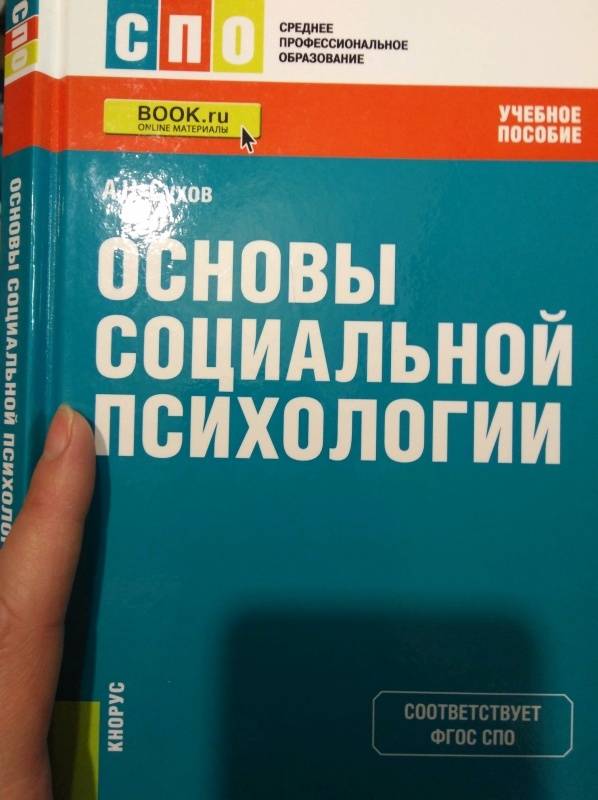 СПО
СРЕДНЕЕ
ПРОФЕССИОНАЛЬНОЕ
ОБРАЗОВАНИЕ
BOOK.ru
ONLINE МАТЕРИАЛЫ
УЧЕБНОЕ
ПОСОБИЕ
А.Н. Сухов
ОСНОВЫ
СОЦИАЛЬНОЙ
ПСИХОЛОГИИ
КНОРУС
СООТВЕТСТВУЕТ
ФГОС СПО
СПО
ОСНОВЫ СОЦИАЛЬНОЙ